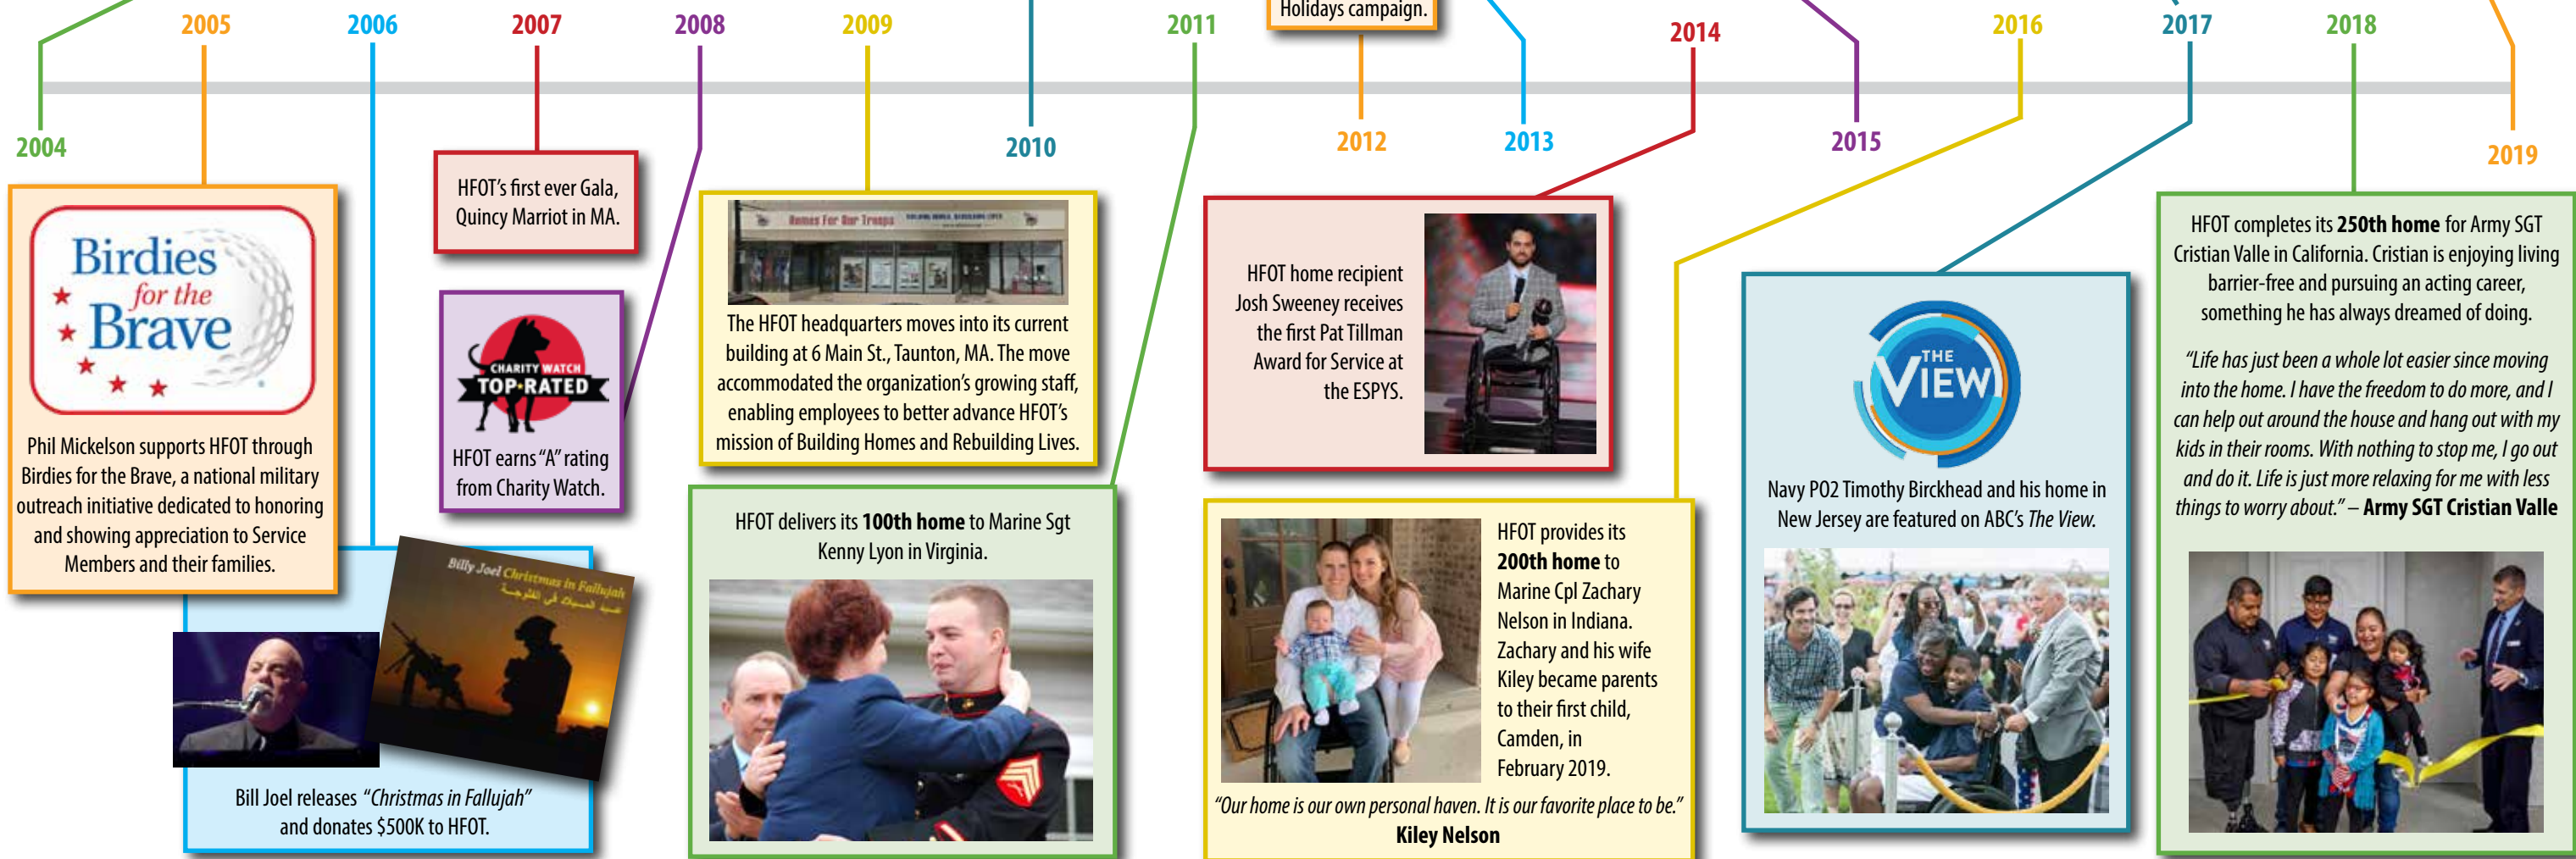 Holidays campaign.
2005
2006
2007
2008
2009
2011
2014
2016
2017
2018
2004
2010
2012
2013
2015
2019
Birdies
for the
Brave
Phil Mickelson supports HFOT through
Birdies for the Brave, a national military
outreach initiative dedicated to honoring
and showing appreciation to Service
Members and their families.
Billy Joel Christmas in Fallujah
Bill Joel releases “Christmas in Fallujah”
and donates $500K to HFOT.
HFOT’s first ever Gala,
Quincy Marriot in MA.
CHARITY WATCH
TOP★RATED
HFOT earns “A” rating
from Charity Watch.
Homes For Our Troops
The HFOT headquarters moves into its current
building at 6 Main St., Taunton, MA. The move
accommodated the organization’s growing staff,
enabling employees to better advance HFOT’s
mission of Building Homes and Rebuilding Lives.
HFOT delivers its 100th home to Marine Sgt
Kenny Lyon in Virginia.
HFOT home recipient
Josh Sweeney receives
the first Pat Tillman
Award for Service at
the ESPYS.
HFOT provides its
200th home to
Marine Cpl Zachary
Nelson in Indiana.
Zachary and his wife
Kiley became parents
to their first child,
Camden, in
February 2019.
“Our home is our own personal haven. It is our favorite place to be.”
Kiley Nelson
THE
VIEW
Navy PO2 Timothy Birckhead and his home in
New Jersey are featured on ABC’s The View.
HFOT completes its 250th home for Army SGT
Cristian Valle in California. Cristian is enjoying living
barrier-free and pursuing an acting career,
something he has always dreamed of doing.
“Life has just been a whole lot easier since moving
into the home. I have the freedom to do more, and I
can help out around the house and hang out with my
kids in their rooms. With nothing to stop me, I go out
and do it. Life is just more relaxing for me with less
things to worry about.” – Army SGT Cristian Valle